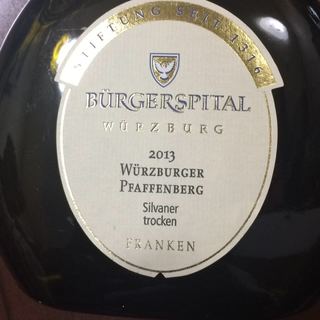 STIFTUNG SEIT 1316
BÜRGERSPITAL
WÜRZBURG
2013
WÜRZBURGER
PFAFFENBERG
Silvaner
trocken
FRANKEN